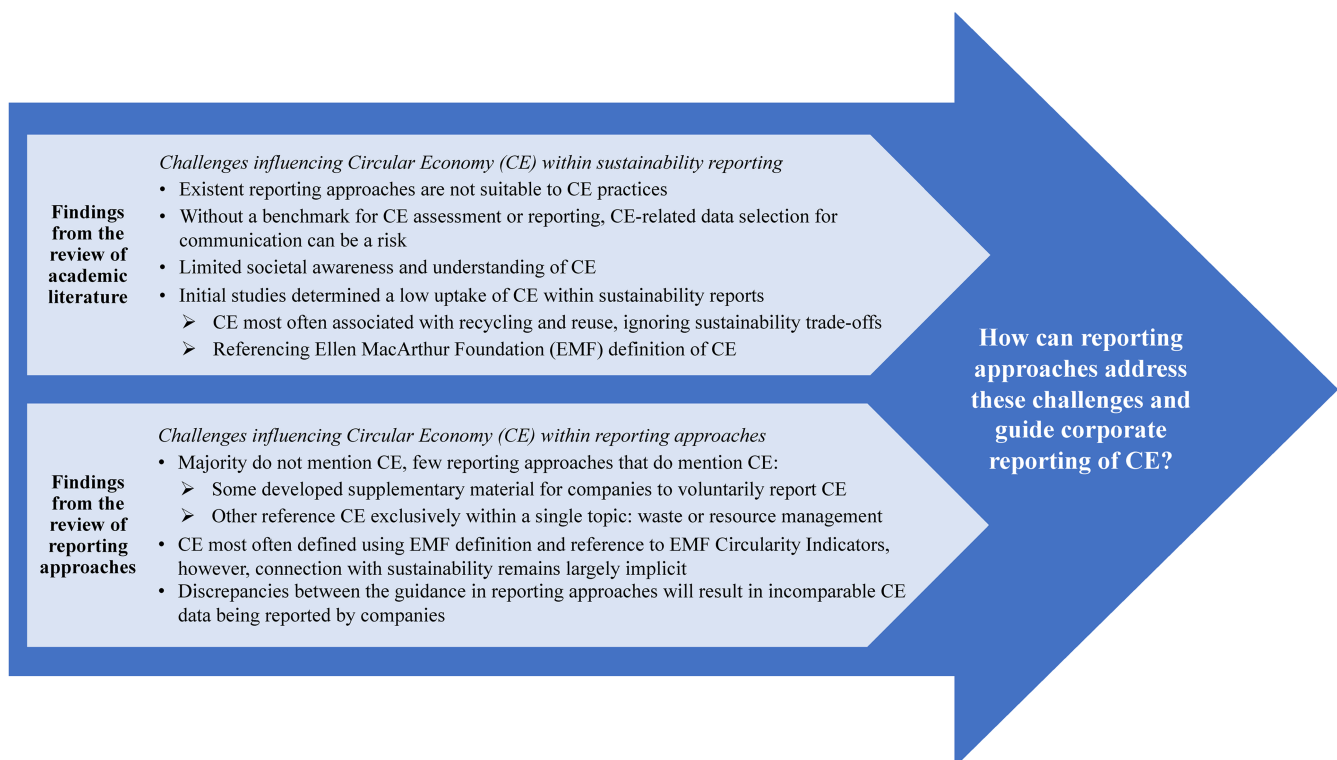 Findings
from the
review of
academic
literature
Challenges influencing Circular Economy (CE) within sustainability reporting
• Existent reporting approaches are not suitable to CE practices
• Without a benchmark for CE assessment or reporting, CE-related data selection for
communication can be a risk
• Limited societal awareness and understanding of CE
• Initial studies determined a low uptake of CE within sustainability reports
➢ CE most often associated with recycling and reuse, ignoring sustainability trade-offs
➢ Referencing Ellen MacArthur Foundation (EMF) definition of CE
Findings
from the
review of
reporting
approaches
Challenges influencing Circular Economy (CE) within reporting approaches
• Majority do not mention CE, few reporting approaches that do mention CE:
➢ Some developed supplementary material for companies to voluntarily report CE
➢ Other reference CE exclusively within a single topic: waste or resource management
• CE most often defined using EMF definition and reference to EMF Circularity Indicators,
however, connection with sustainability remains largely implicit
• Discrepancies between the guidance in reporting approaches will result in incomparable CE
data being reported by companies
How can reporting
approaches address
these challenges and
guide corporate
reporting of CE?